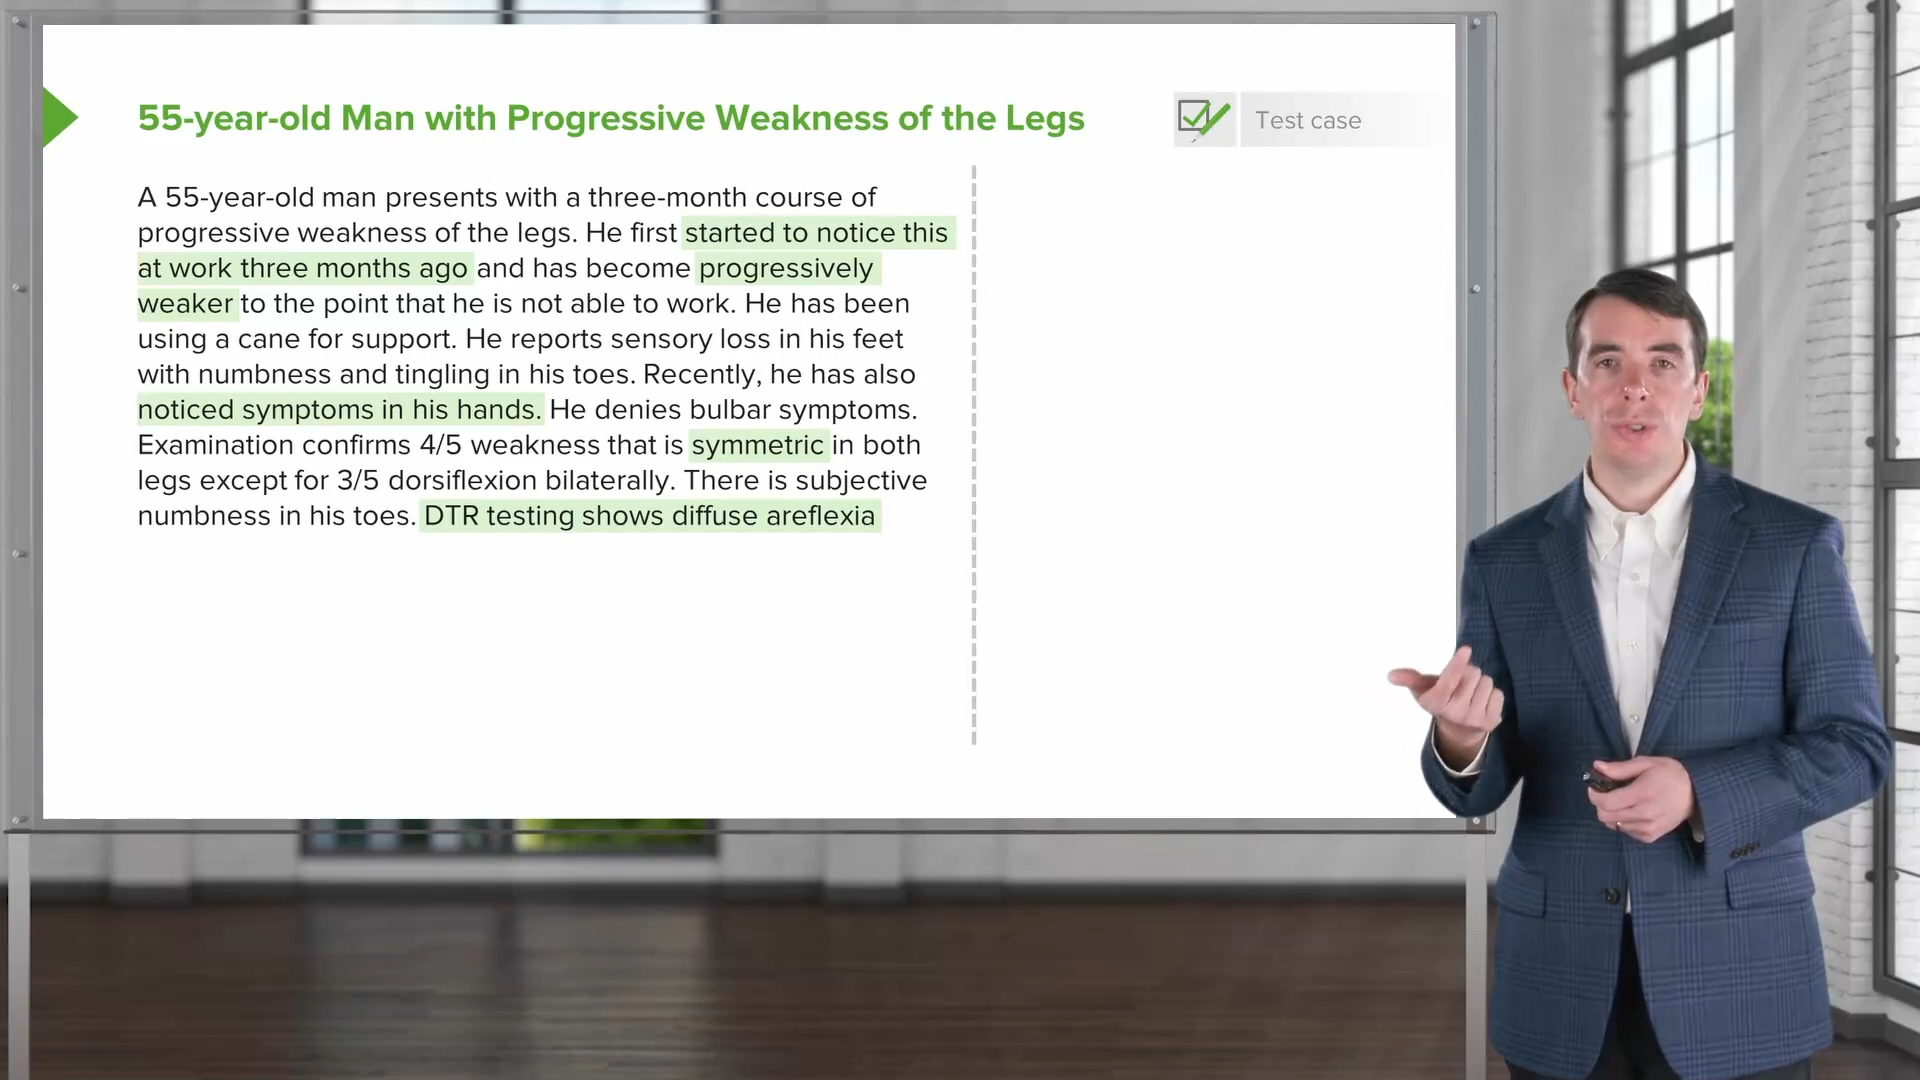 55-year-old Man with Progressive Weakness of the Legs
Test case
A 55-year-old man presents with a three-month course of
progressive weakness of the legs. He first started to notice this
at work three months ago and has become progressively
weaker to the point that he is not able to work. He has been
using a cane for support. He reports sensory loss in his feet
with numbness and tingling in his toes. Recently, he has also
noticed symptoms in his hands. He denies bulbar symptoms.
Examination confirms 4/5 weakness that is symmetric in both
legs except for 3/5 dorsiflexion bilaterally. There is subjective
numbness in his toes. DTR testing shows diffuse areflexia